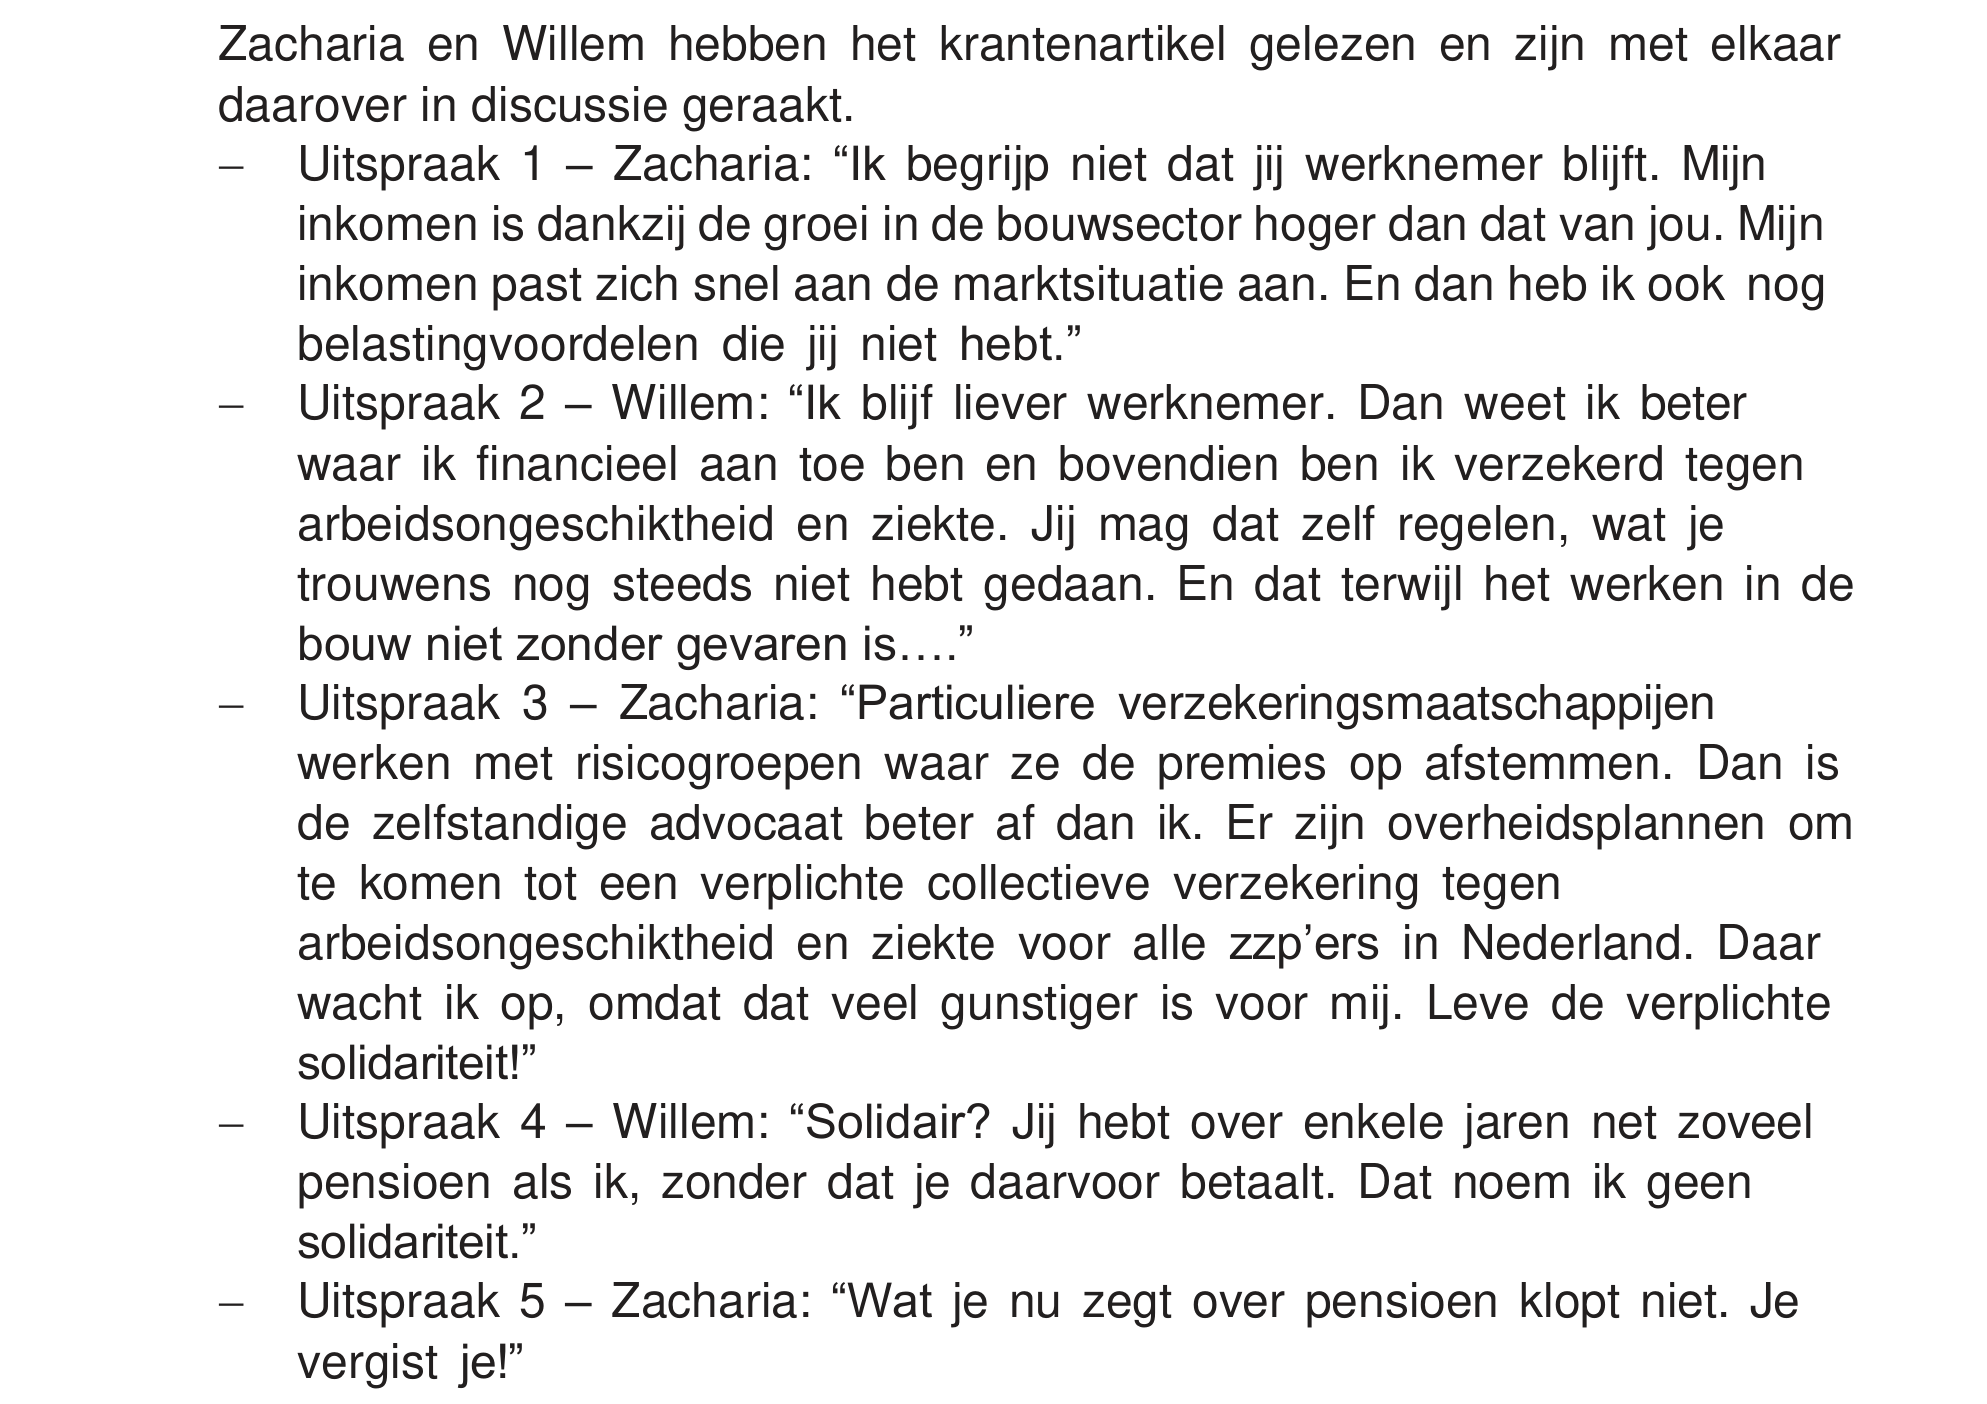 Zacharia en Willem hebben het krantenartikel gelezen en zijn met elkaar
daarover in discussie geraakt.
– Uitspraak 1 – Zacharia: “Ik begrijp niet dat jij werknemer blijft. Mijn
inkomen is dankzij de groei in de bouwsector hoger dan dat van jou. Mijn
inkomen past zich snel aan de marktsituatie aan. En dan heb ik ook nog
belastingvoordelen die jij niet hebt.”
– Uitspraak 2 – Willem: “Ik blijf liever werknemer. Dan weet ik beter
waar ik financieel aan toe ben en bovendien ben ik verzekerd tegen
arbeidsongeschiktheid en ziekte. Jij mag dat zelf regelen, wat je
trouwens nog steeds niet hebt gedaan. En dat terwijl het werken in de
bouw niet zonder gevaren is….”
– Uitspraak 3 – Zacharia: “Particuliere verzekeringsmaatschappijen
werken met risicogroepen waar ze de premies op afstemmen. Dan is
de zelfstandige advocaat beter af dan ik. Er zijn overheidsplannen om
te komen tot een verplichte collectieve verzekering tegen
arbeidsongeschiktheid en ziekte voor alle zzp’ers in Nederland. Daar
wacht ik op, omdat dat veel gunstiger is voor mij. Leve de verplichte
solidariteit!”
– Uitspraak 4 – Willem: “Solidair? Jij hebt over enkele jaren net zoveel
pensioen als ik, zonder dat je daarvoor betaalt. Dat noem ik geen
solidariteit.”
– Uitspraak 5 – Zacharia: “Wat je nu zegt over pensioen klopt niet. Je
vergist je!”